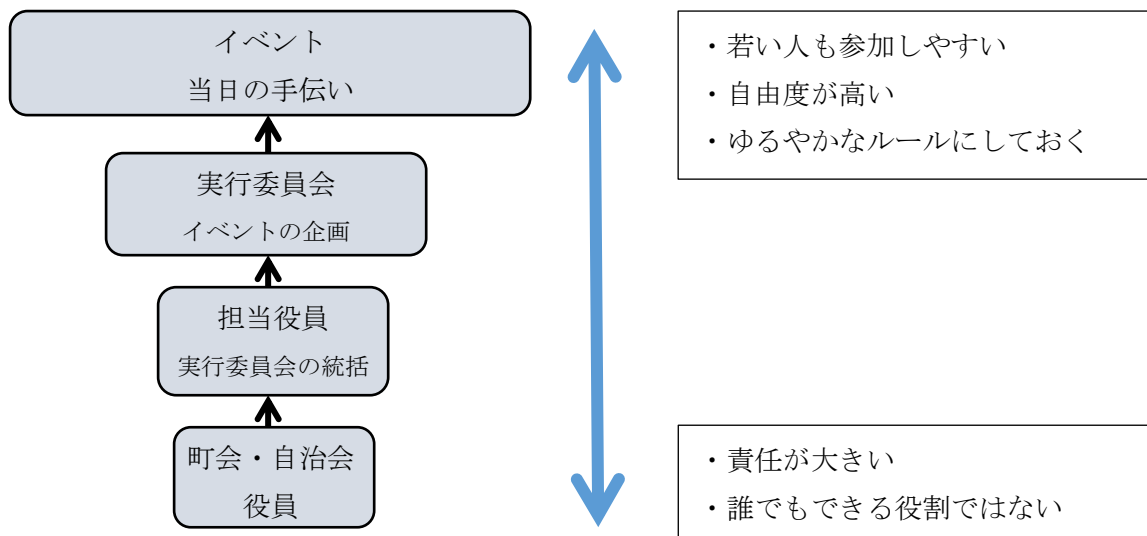 イベント
当日の手伝い
実行委員会
イベントの企画
担当役員
実行委員会の統括
町会・自治会
役員
・若い人も参加しやすい
・自由度が高い
・ゆるやかなルールにしておく
・責任が大きい
・誰でもできる役割ではない